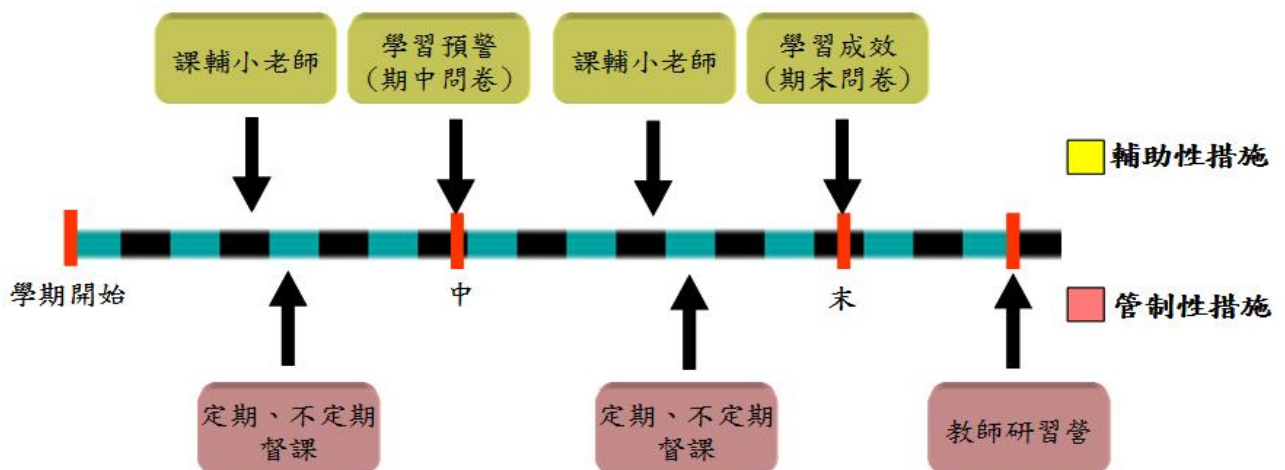 課輔小老師
學習預警
(期中問卷)
課輔小老師
學習成效
(期末問卷)
輔助性措施
學期開始
中
末
管制性措施
定期、不定期
督課
定期、不定期
督課
教師研習營